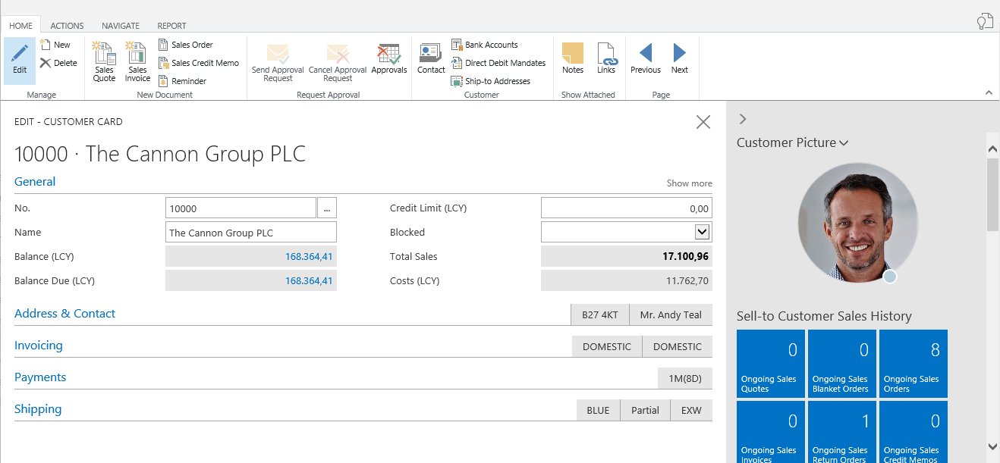 HOME ACTIONS NAVIGATE REPORT
Edit
New
Delete
Manage
Sales Quote
Sales Invoice
Sales Order
Sales Credit Memo
Reminder
New Document
Send Approval Request
Cancel Approval Request
Approvals
Request Approval
Contact
Bank Accounts
Direct Debit Mandates
Ship-to Addresses
Customer
Notes
Links
Show Attached
Previous
Next
Page
EDIT - CUSTOMER CARD
10000 · The Cannon Group PLC
General
Show more
No. 10000 ...
Name The Cannon Group PLC
Balance (LCY) 168.364,41
Balance Due (LCY) 168.364,41
Credit Limit (LCY) 0,00
Blocked
Total Sales 17.100,96
Costs (LCY) 11.762,70
Address & Contact B27 4KT Mr. Andy Teal
Invoicing DOMESTIC DOMESTIC
Payments 1M(8D)
Shipping BLUE Partial EXW
Customer Picture
Sell-to Customer Sales History
0
Ongoing Sales
Quotes
0
Ongoing Sales
Blanket Orders
8
Ongoing Sales
Orders
0
Ongoing Sales
Invoices
1
Ongoing Sales
Return Orders
0
Ongoing Sales
Credit Memos